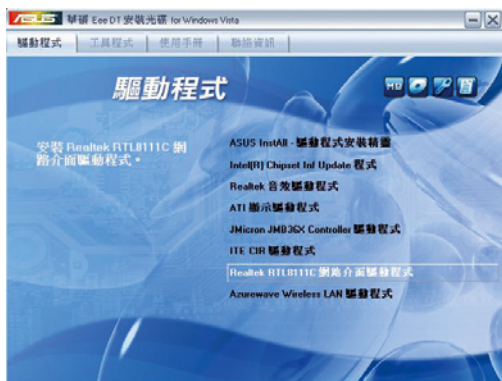 ASUS 華碩 Eee DT 安裝光碟 for Windows Vista
驅動程式 工具程式 使用手冊 聯絡資訊
驅動程式
安裝 Realtek RTL8111C 網
路介面驅動程式。
ASUS InstAll - 驅動程式安裝精靈
Intel(R) Chipset Inf Update 程式
Realtek 音效驅動程式
ATI 顯示驅動程式
JMicron JMB36X Controller 驅動程式
ITE CIR 驅動程式
Realtek RTL8111C 網路介面驅動程式
Azurewave Wireless LAN 驅動程式